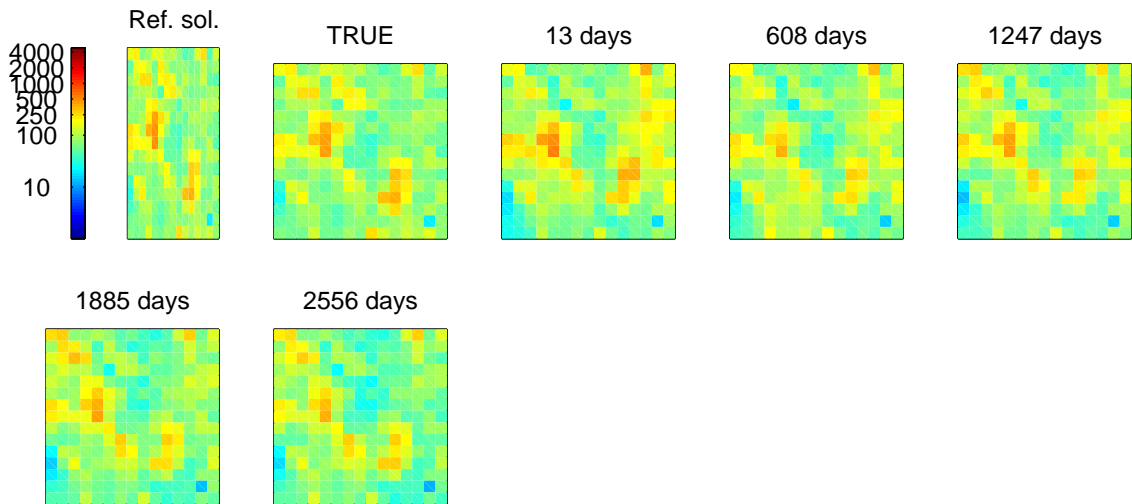 Ref. sol.
TRUE
13 days
608 days
1247 days
4000
2000
1000
500
250
100
10
1885 days
2556 days